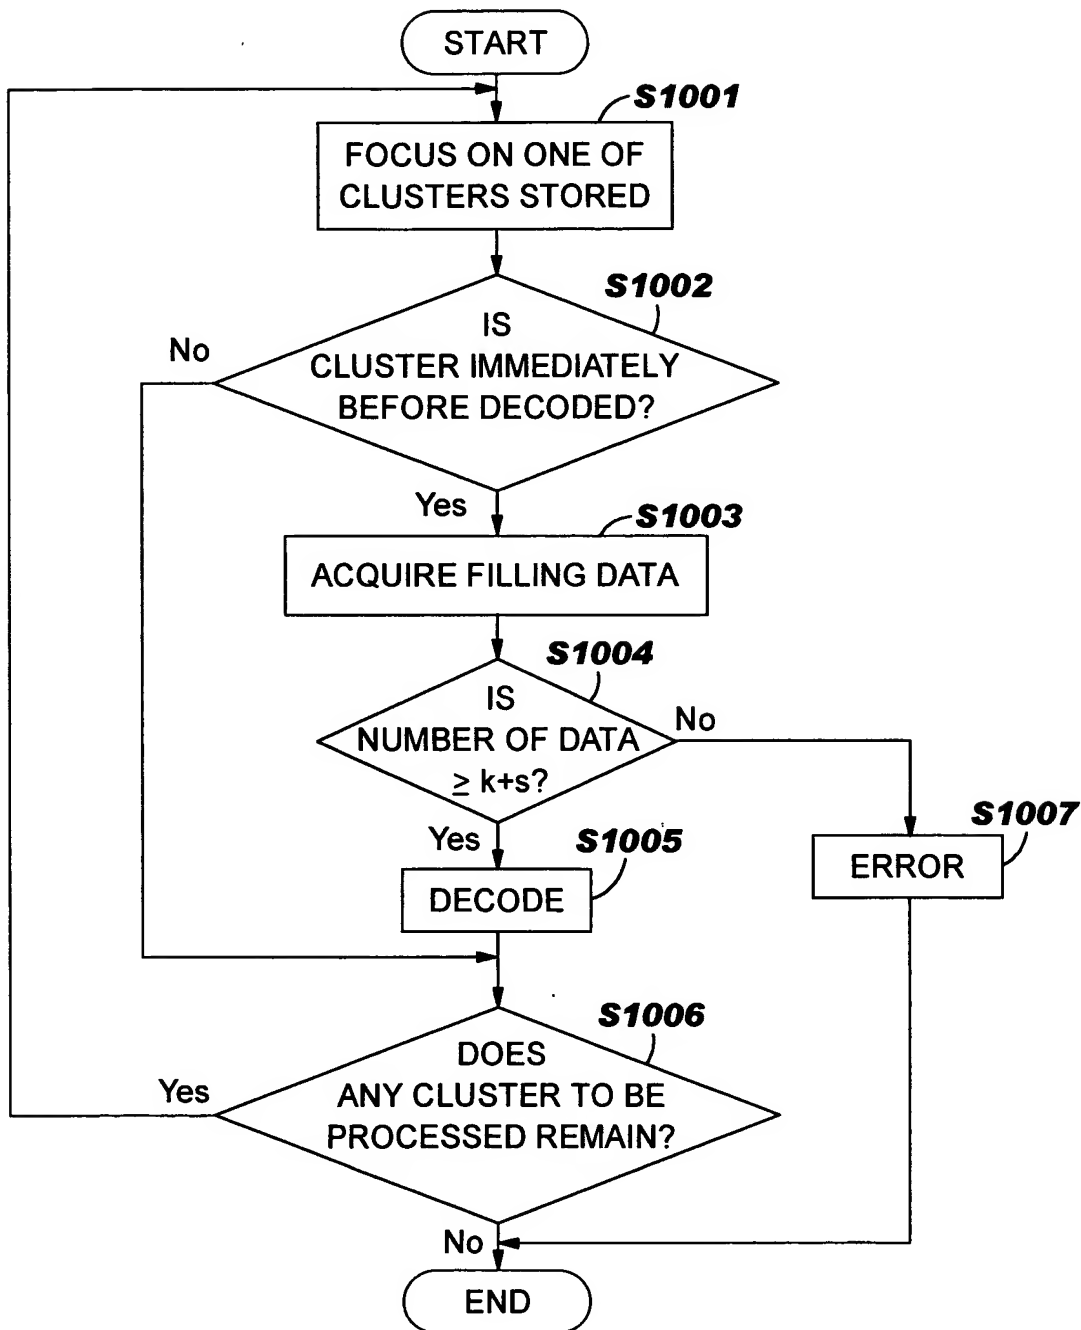 START
S1001
FOCUS ON ONE OF
CLUSTERS STORED
S1002
IS
CLUSTER IMMEDIATELY
BEFORE DECODED?
No
Yes
S1003
ACQUIRE FILLING DATA
S1004
IS
NUMBER OF DATA
≥ k+s?
No
Yes
S1005
DECODE
S1007
ERROR
S1006
DOES
ANY CLUSTER TO BE
PROCESSED REMAIN?
Yes
No
END